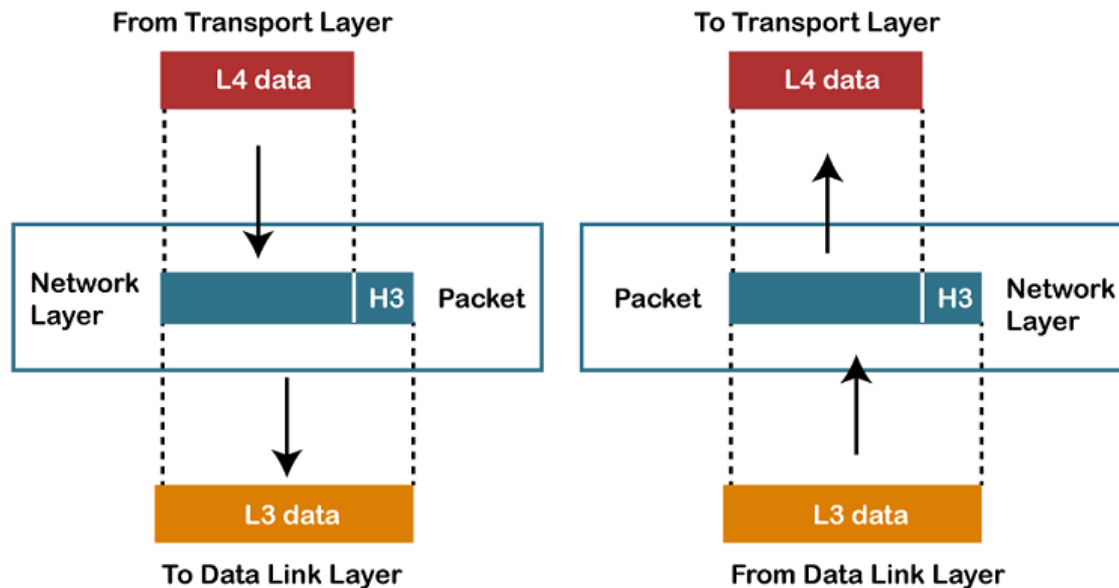 From Transport Layer
L4 data
Network
Layer
H3
Packet
L3 data
To Data Link Layer
To Transport Layer
L4 data
Packet
H3
Network
Layer
L3 data
From Data Link Layer